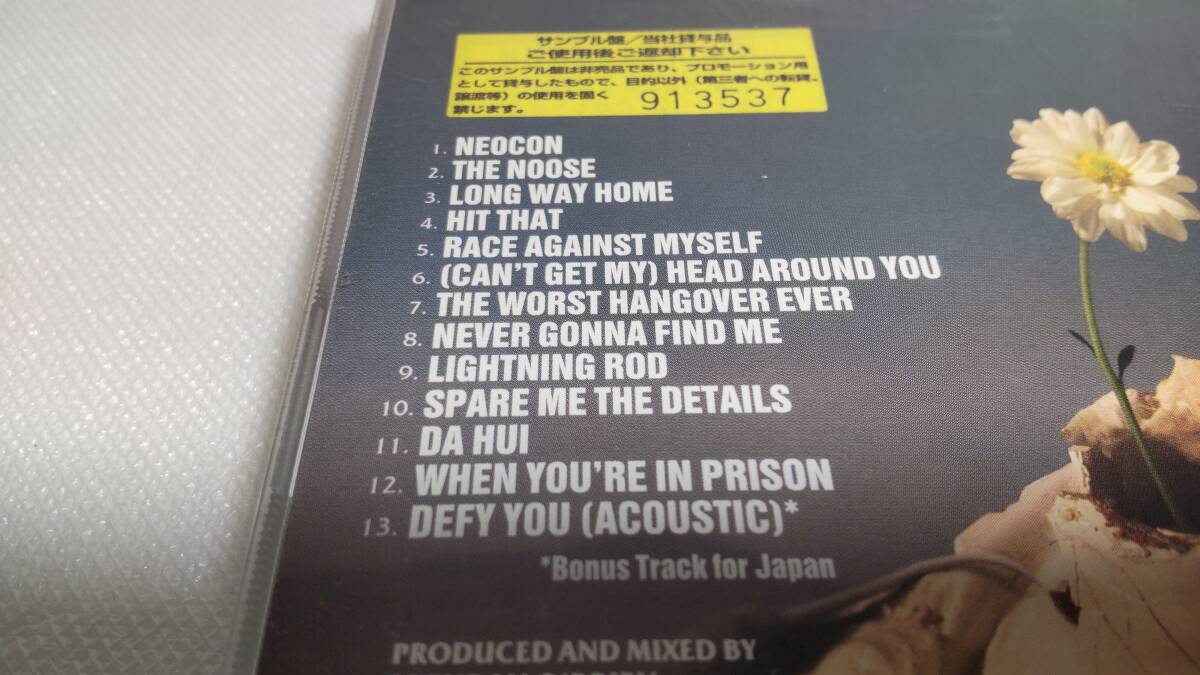 サンプル盤/当社貸与品
ご使用後ご返却下さい
このサンプル盤は非売品であり、プロモーション用
として貸与したもので、目的以外（第三者への転貸、
譲渡等）の使用を固く
禁じます。
913537
1. NEOCON
2. THE NOOSE
3. LONG WAY HOME
4. HIT THAT
5. RACE AGAINST MYSELF
6. (CAN'T GET MY) HEAD AROUND YOU
7. THE WORST HANGOVER EVER
8. NEVER GONNA FIND ME
9. LIGHTNING ROD
10. SPARE ME THE DETAILS
11. DA HUI
12. WHEN YOU'RE IN PRISON
13. DEFY YOU (ACOUSTIC)*
*Bonus Track for Japan
PRODUCED AND MIXED BY